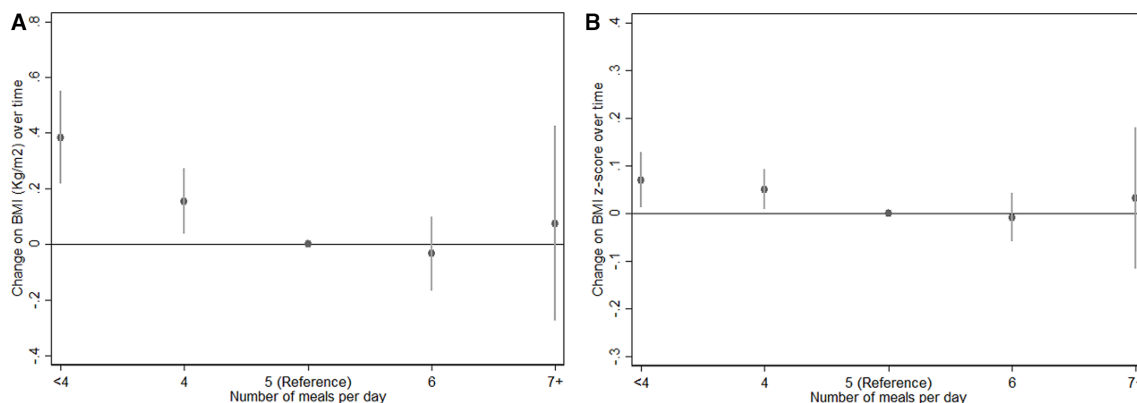 A
Change on BMI (Kg/m2) over time
.8
.6
.4
.2
0
-.2
-.4
<4
4
5 (Reference)
6
7+
Number of meals per day
B
Change on BMI z-score over time
.4
.3
.2
.1
0
-.1
-.2
-.3
<4
4
5 (Reference)
6
7+
Number of meals per day